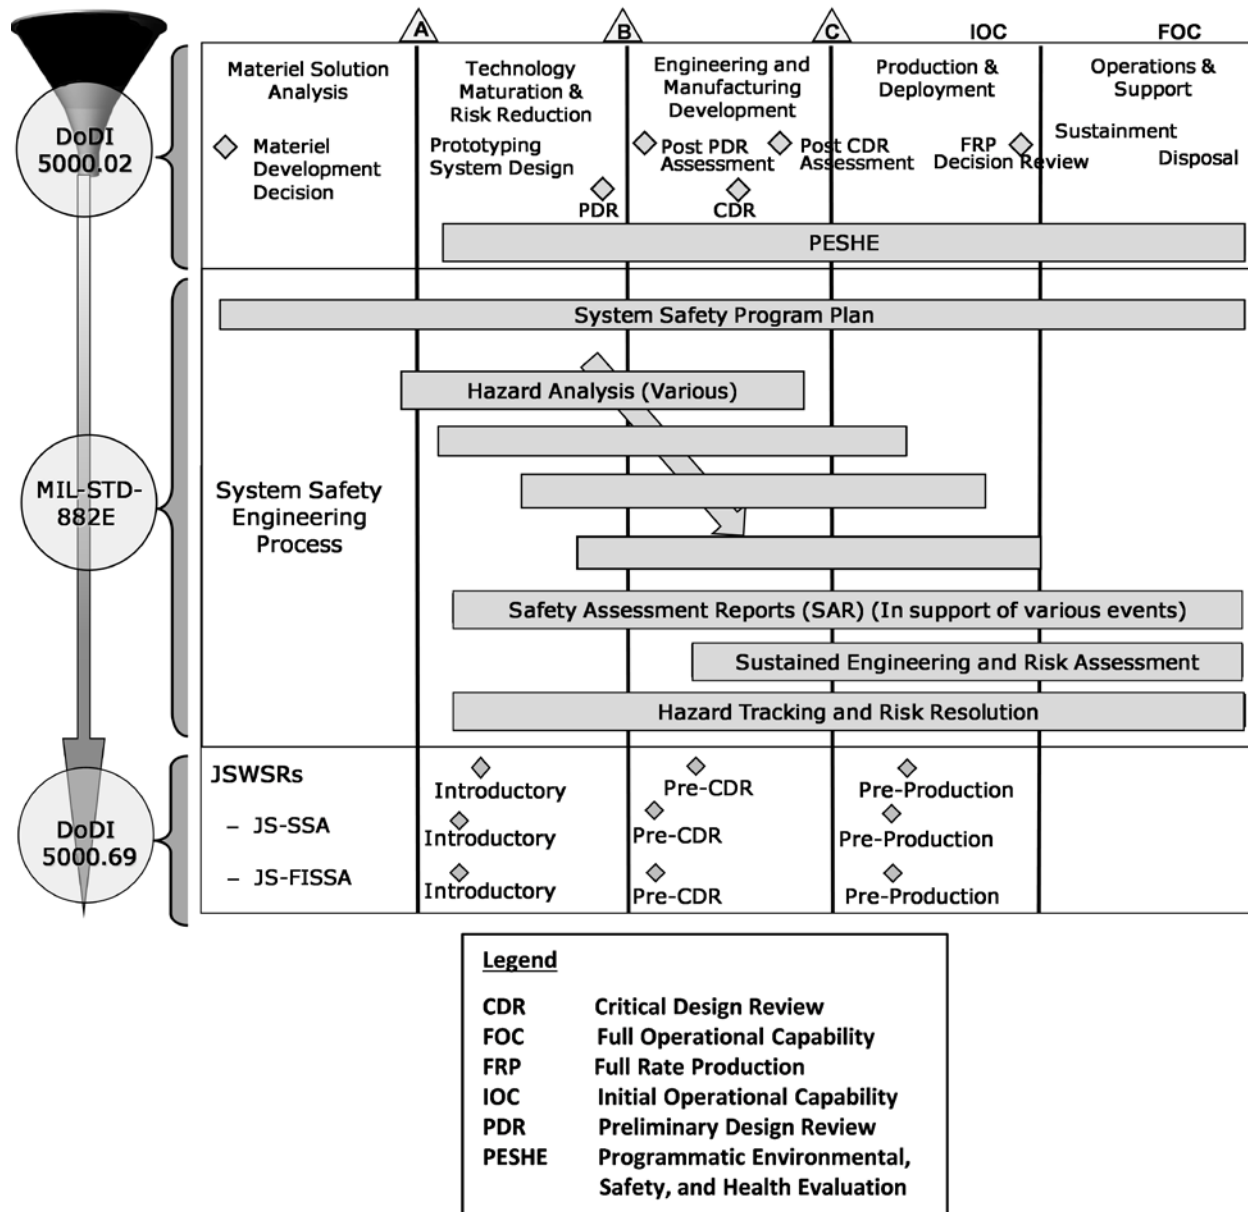 A
B
C
IOC
FOC
DoDI
5000.02
Materiel Solution
Analysis
Materiel
Development
Decision
Technology
Maturation &
Risk Reduction
Prototyping
System Design
PDR
Engineering and
Manufacturing
Development
Post PDR
Assessment
CDR
Post CDR
Assessment
Production &
Deployment
FRP
Decision Review
Operations &
Support
Sustainment
Disposal
PESHE
MIL-STD-
882E
System Safety Program Plan
System Safety
Engineering
Process
Hazard Analysis (Various)
Safety Assessment Reports (SAR) (In support of various events)
Sustained Engineering and Risk Assessment
Hazard Tracking and Risk Resolution
DoDI
5000.69
JSWSRs
Introductory
Pre-CDR
Pre-Production
– JS-SSA
Introductory
Pre-CDR
Pre-Production
– JS-FISSA
Introductory
Pre-CDR
Pre-Production
Legend
CDR Critical Design Review
FOC Full Operational Capability
FRP Full Rate Production
IOC Initial Operational Capability
PDR Preliminary Design Review
PESHE Programmatic Environmental,
Safety, and Health Evaluation